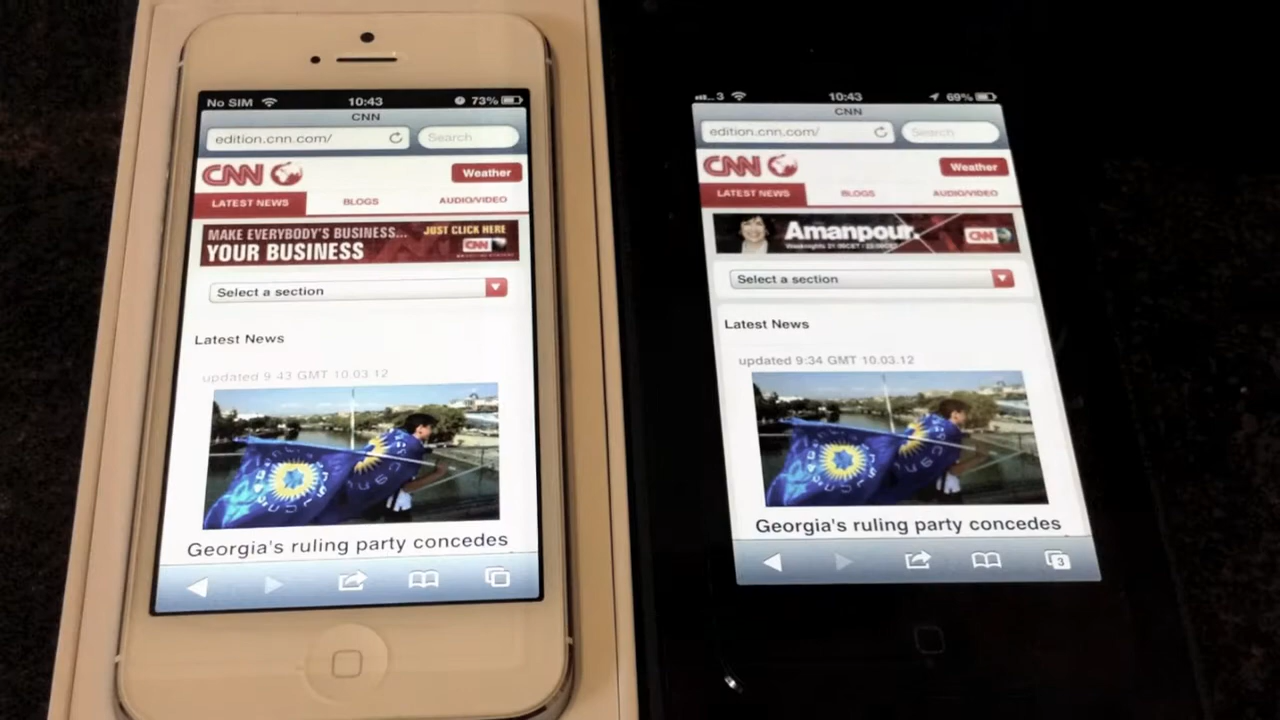 No SIM 10:43 73%
CNN
edition.cnn.com/ Search
CNN Weather
LATEST NEWS BLOGS AUDIO/VIDEO
MAKE EVERYBODY'S BUSINESS... JUST CLICK HERE
YOUR BUSINESS CNN
Select a section
Latest News
updated 9:43 GMT 10.03.12
Georgia's ruling party concedes
3 10:43 69%
CNN
edition.cnn.com/ Search
CNN Weather
LATEST NEWS BLOGS AUDIO/VIDEO
Amanpour. CNN
Weeknights
Select a section
Latest News
updated 9:34 GMT 10.03.12
Georgia's ruling party concedes
3